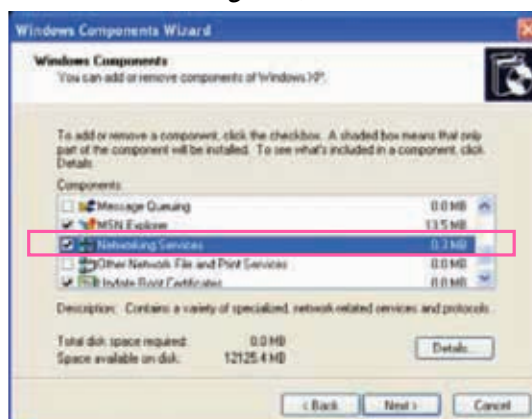 Windows Components Wizard
Windows Components
You can add or remove components of Windows XP.
To add or remove a component, click the checkbox. A shaded box means that only
part of the component will be installed. To see what's included in a component, click
Details.
Components:
Message Queuing 0.0 MB
MSN Explorer 13.5 MB
Networking Services 0.3 MB
Other Network File and Print Services 0.0 MB
Update Root Certificates 0.0 MB
Description: Contains a variety of specialized, network-related services and protocols.
Total disk space required: 0.0 MB
Space available on disk: 12125.4 MB
Details...
< Back
Next >
Cancel